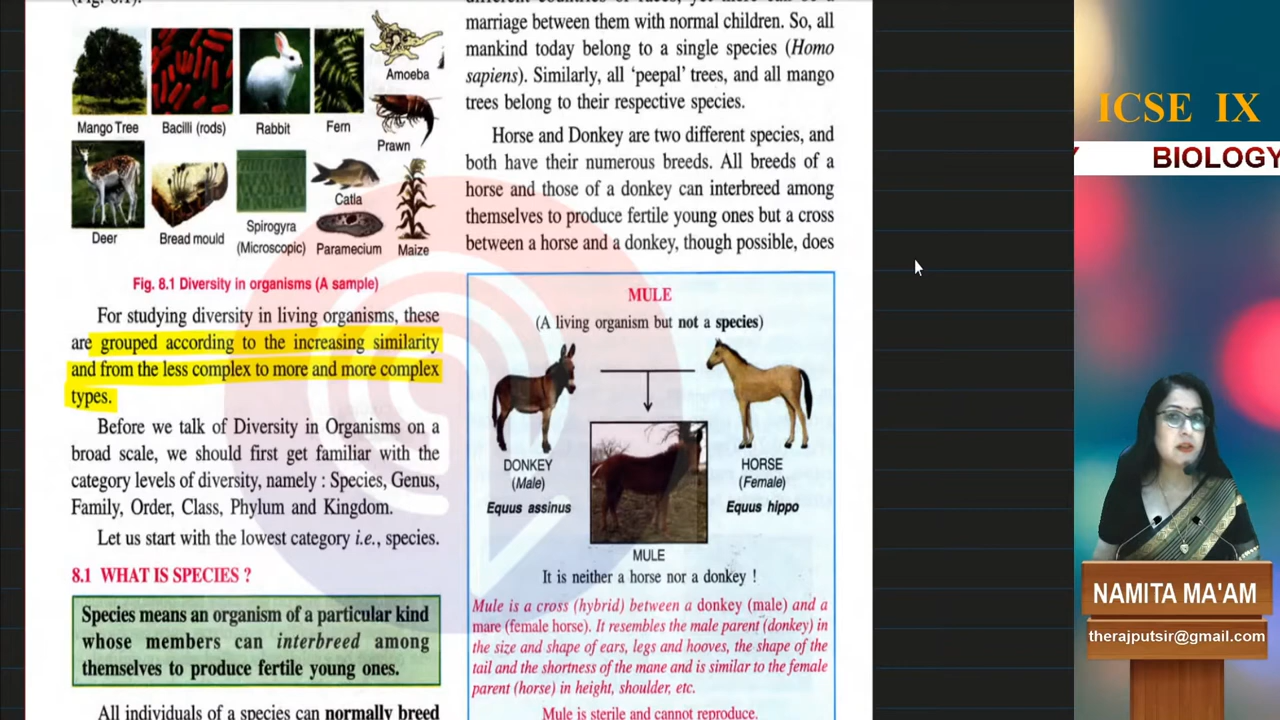 (Fig. 8.1).
Mango Tree
Bacilli (rods)
Rabbit
Fern
Amoeba
Prawn
Deer
Bread mould
Spirogyra
(Microscopic)
Catla
Paramecium
Maize
Fig. 8.1 Diversity in organisms (A sample)
For studying diversity in living organisms, these
are grouped according to the increasing similarity
and from the less complex to more and more complex
types.
Before we talk of Diversity in Organisms on a
broad scale, we should first get familiar with the
category levels of diversity, namely : Species, Genus,
Family, Order, Class, Phylum and Kingdom.
Let us start with the lowest category i.e., species.
8.1 WHAT IS SPECIES ?
Species means an organism of a particular kind
whose members can interbreed among
themselves to produce fertile young ones.
All individuals of a species can normally breed
marriage between them with normal children. So, all
mankind today belong to a single species (Homo
sapiens). Similarly, all ‘peepal’ trees, and all mango
trees belong to their respective species.
Horse and Donkey are two different species, and
both have their numerous breeds. All breeds of a
horse and those of a donkey can interbreed among
themselves to produce fertile young ones but a cross
between a horse and a donkey, though possible, does
MULE
(A living organism but not a species)
DONKEY
(Male)
Equus assinus
HORSE
(Female)
Equus hippo
MULE
It is neither a horse nor a donkey !
Mule is a cross (hybrid) between a donkey (male) and a
mare (female horse). It resembles the male parent (donkey) in
the size and shape of ears, legs and hooves, the shape of the
tail and the shortness of the mane and is similar to the female
parent (horse) in height, shoulder, etc.
Mule is sterile and cannot reproduce.
ICSE IX
BIOLOGY
NAMITA MA'AM
therajputsir@gmail.com